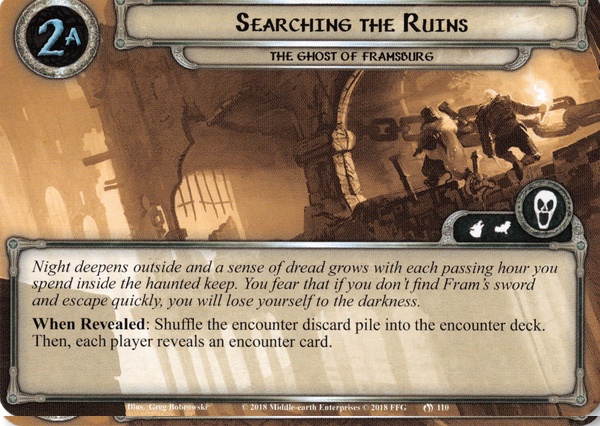 2A
Searching the Ruins
The Ghost of Framsburg
Night deepens outside and a sense of dread grows with each passing hour you
spend inside the haunted keep. You fear that if you don't find Fram's sword
and escape quickly, you will lose yourself to the darkness.
When Revealed: Shuffle the encounter discard pile into the encounter deck.
Then, each player reveals an encounter card.
Illus. Greg Bobrowski © 2018 Middle-earth Enterprises © 2018 FFG 110